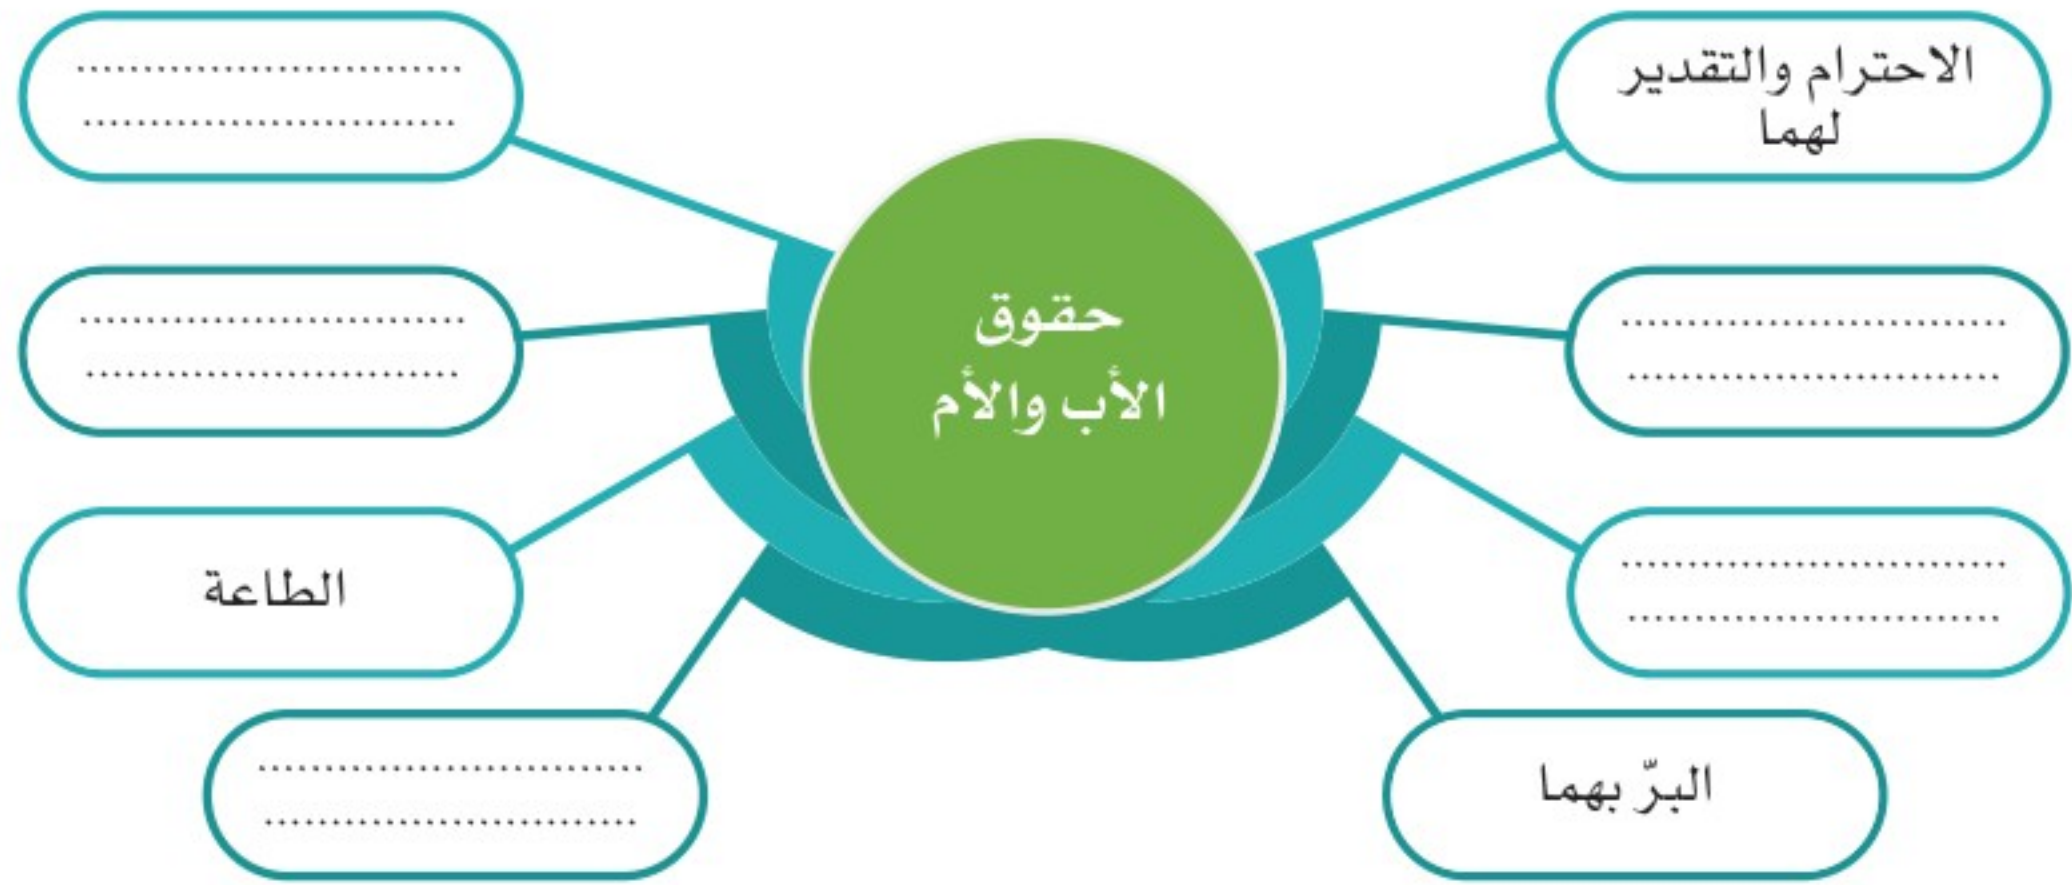 الاحترام والتقدير
لهما
حقوق
الأب والأم
الطاعة
البرّ بهما